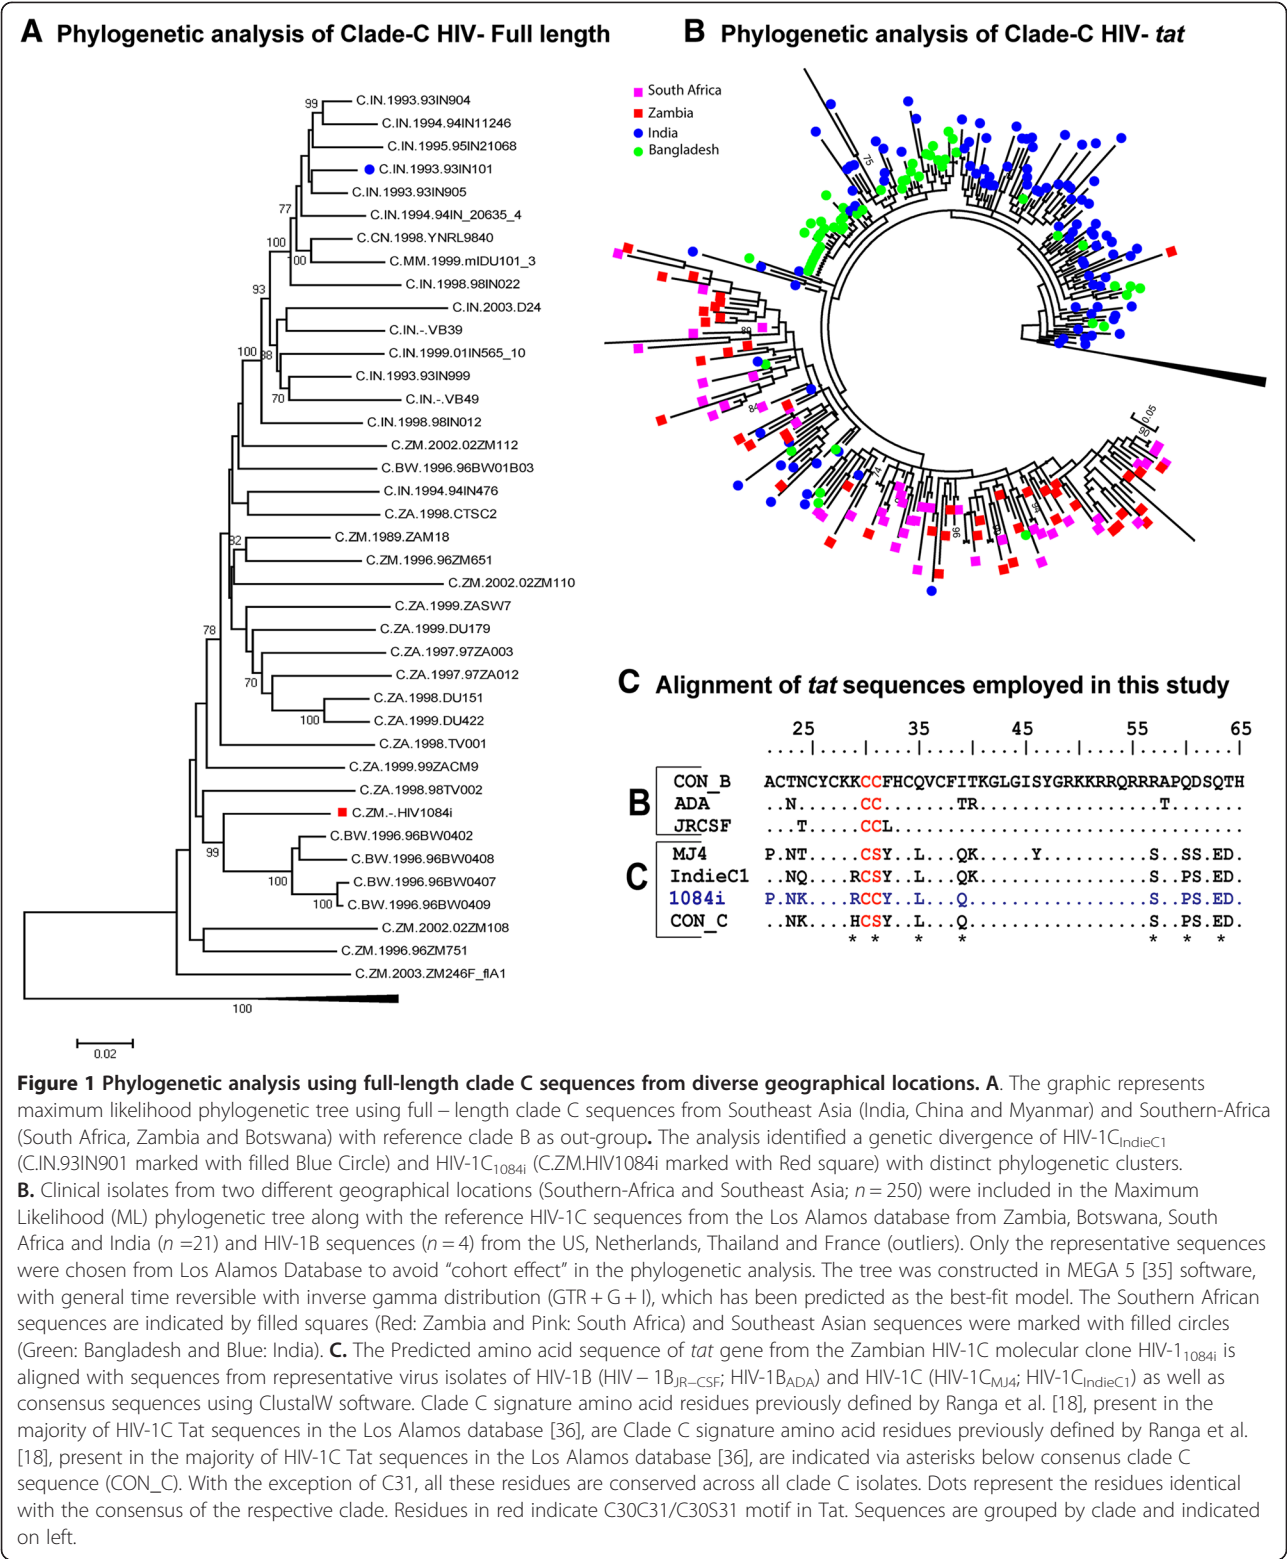 A Phylogenetic analysis of Clade-C HIV- Full length
99
C.IN.1993.93IN904
C.IN.1994.94IN11246
C.IN.1995.95IN21068
C.IN.1993.93IN101
C.IN.1993.93IN905
77
C.IN.1994.94IN_20635_4
100
C.CN.1998.YNRL9840
100
C.MM.1999.mIDU101_3
C.IN.1998.98IN022
93
C.IN.2003.D24
C.IN.-.VB39
100
88
C.IN.1999.01IN565_10
C.IN.1993.93IN999
70
C.IN.-.VB49
C.IN.1998.98IN012
C.ZM.2002.02ZM112
C.BW.1996.96BW01B03
C.IN.1994.94IN476
C.ZA.1998.CTSC2
82
C.ZM.1989.ZAM18
C.ZM.1996.96ZM651
C.ZM.2002.02ZM110
C.ZA.1999.ZASW7
78
C.ZA.1999.DU179
C.ZA.1997.97ZA003
70
C.ZA.1997.97ZA012
C.ZA.1998.DU151
100
C.ZA.1999.DU422
C.ZA.1998.TV001
C.ZA.1999.99ZACM9
C.ZA.1998.98TV002
C.ZM.-.HIV1084i
C.BW.1996.96BW0402
99
C.BW.1996.96BW0408
100
C.BW.1996.96BW0407
100
C.BW.1996.96BW0409
C.ZM.2002.02ZM108
C.ZM.1996.96ZM751
C.ZM.2003.ZM246F_flA1
100
0.02
B Phylogenetic analysis of Clade-C HIV- tat
South Africa
Zambia
India
Bangladesh
75
89
84
74
96
94
0.05
90
C Alignment of tat sequences employed in this study
25 35 45 55 65
B
CON_B ACTNCYCKKCCFHCQVCFITKGLGISYGRKKRRQRRRAPQDSQTH
ADA ..N......CC.......TR.................T.......
JRCSF ...T.....CCL.................................
C
MJ4 P.NT.....CSY..L...QK.....Y..........S..SS.ED.
IndieC1 ..NQ....RCSY..L...QK................S..PS.ED.
1084i P.NK....RCCY..L...Q.................S..PS.ED.
CON_C ..NK....HCSY..L...Q.................S..PS.ED.
* * * * * * *
Figure 1 Phylogenetic analysis using full-length clade C sequences from diverse geographical locations. A. The graphic represents
maximum likelihood phylogenetic tree using full – length clade C sequences from Southeast Asia (India, China and Myanmar) and Southern-Africa
(South Africa, Zambia and Botswana) with reference clade B as out-group. The analysis identified a genetic divergence of HIV-1CIndieC1
(C.IN.93IN901 marked with filled Blue Circle) and HIV-1C1084i (C.ZM.HIV1084i marked with Red square) with distinct phylogenetic clusters.
B. Clinical isolates from two different geographical locations (Southern-Africa and Southeast Asia; n = 250) were included in the Maximum
Likelihood (ML) phylogenetic tree along with the reference HIV-1C sequences from the Los Alamos database from Zambia, Botswana, South
Africa and India (n =21) and HIV-1B sequences (n = 4) from the US, Netherlands, Thailand and France (outliers). Only the representative sequences
were chosen from Los Alamos Database to avoid “cohort effect” in the phylogenetic analysis. The tree was constructed in MEGA 5 [35] software,
with general time reversible with inverse gamma distribution (GTR + G + I), which has been predicted as the best-fit model. The Southern African
sequences are indicated by filled squares (Red: Zambia and Pink: South Africa) and Southeast Asian sequences were marked with filled circles
(Green: Bangladesh and Blue: India). C. The Predicted amino acid sequence of tat gene from the Zambian HIV-1C molecular clone HIV-11084i is
aligned with sequences from representative virus isolates of HIV-1B (HIV – 1BJR–CSF; HIV-1BADA) and HIV-1C (HIV-1CMJ4; HIV-1CIndieC1) as well as
consensus sequences using ClustalW software. Clade C signature amino acid residues previously defined by Ranga et al. [18], present in the
majority of HIV-1C Tat sequences in the Los Alamos database [36], are Clade C signature amino acid residues previously defined by Ranga et al.
[18], present in the majority of HIV-1C Tat sequences in the Los Alamos database [36], are indicated via asterisks below consenus clade C
sequence (CON_C). With the exception of C31, all these residues are conserved across all clade C isolates. Dots represent the residues identical
with the consensus of the respective clade. Residues in red indicate C30C31/C30S31 motif in Tat. Sequences are grouped by clade and indicated
on left.